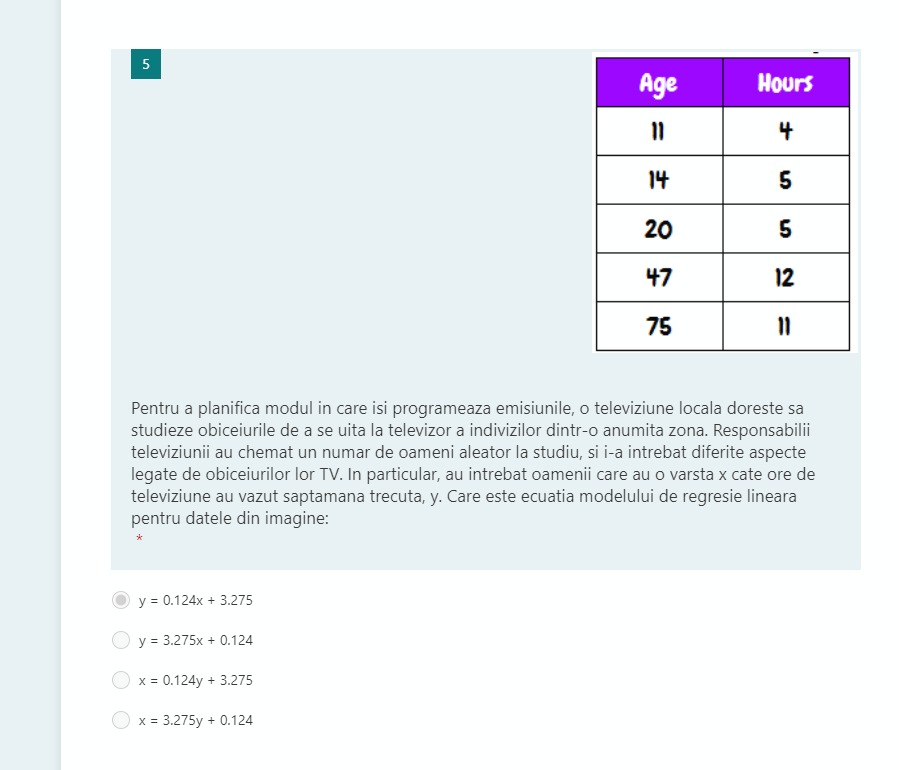 5
Age Hours
11 4
14 5
20 5
47 12
75 11
Pentru a planifica modul in care isi programeaza emisiunile, o televiziune locala doreste sa
studieze obiceiurile de a se uita la televizor a indivizilor dintr-o anumita zona. Responsabilii
televiziunii au chemat un numar de oameni aleator la studiu, si i-a intrebat diferite aspecte
legate de obiceiurilor lor TV. In particular, au intrebat oamenii care au o varsta x cate ore de
televiziune au vazut saptamana trecuta, y. Care este ecuatia modelului de regresie lineara
pentru datele din imagine:
*
y = 0.124x + 3.275
y = 3.275x + 0.124
x = 0.124y + 3.275
x = 3.275y + 0.124